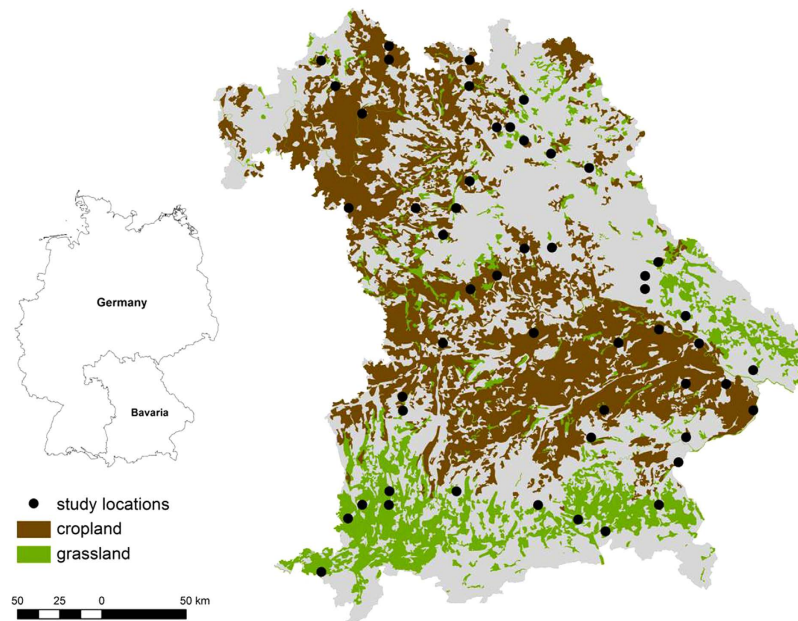 Germany
Bavaria
study locations
cropland
grassland
50 25 0 50 km